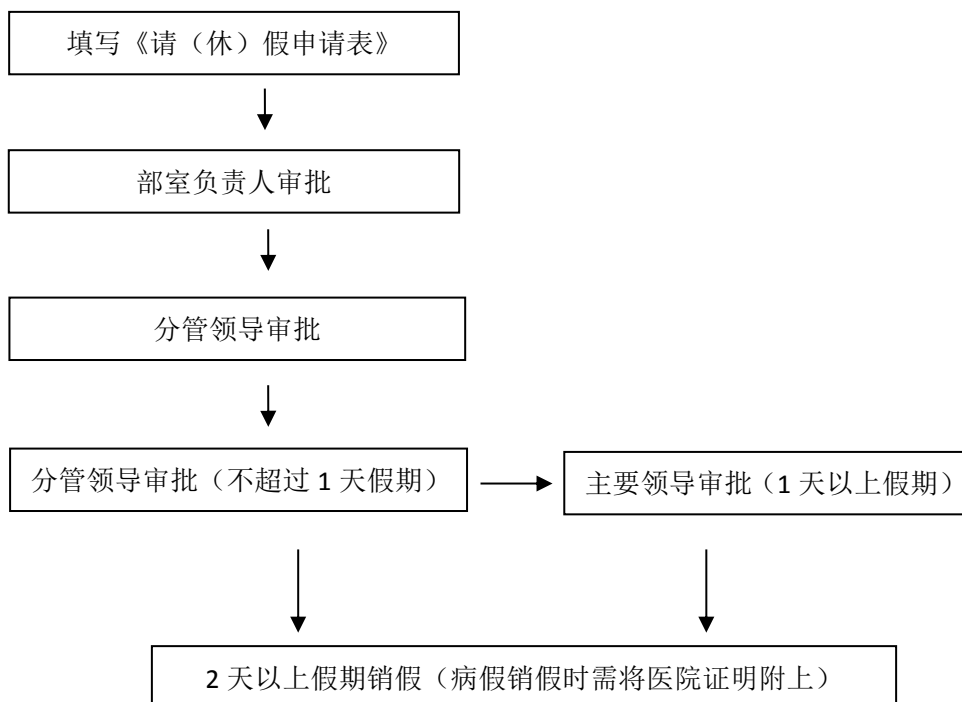 填写《请（休）假申请表》
部室负责人审批
分管领导审批
分管领导审批（不超过 1 天假期）
主要领导审批（1 天以上假期）
2 天以上假期销假（病假销假时需将医院证明附上）